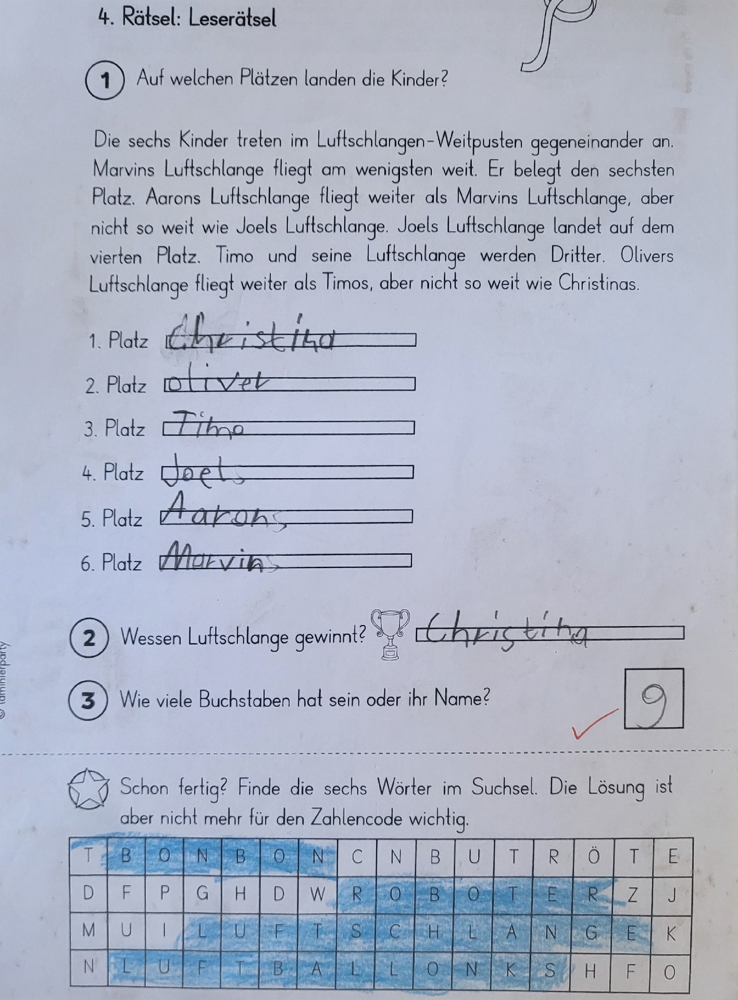 4. Rätsel: Leserätsel
1 Auf welchen Plätzen landen die Kinder?
Die sechs Kinder treten im Luftschlangen-Weitpusten gegeneinander an.
Marvins Luftschlange fliegt am wenigsten weit. Er belegt den sechsten
Platz. Aarons Luftschlange fliegt weiter als Marvins Luftschlange, aber
nicht so weit wie Joels Luftschlange. Joels Luftschlange landet auf dem
vierten Platz. Timo und seine Luftschlange werden Dritter. Olivers
Luftschlange fliegt weiter als Timos, aber nicht so weit wie Christinas.
1. Platz Christina
2. Platz oliver
3. Platz Timo
4. Platz Joels
5. Platz Aarons
6. Platz Marvins
2 Wessen Luftschlange gewinnt? Christina
3 Wie viele Buchstaben hat sein oder ihr Name? 9
© laminierparty
Schon fertig? Finde die sechs Wörter im Suchsel. Die Lösung ist
aber nicht mehr für den Zahlencode wichtig.
T B O N B O N C N B U T R Ö T E
D F P G H D W R O B O T E R Z J
M U I L U F T S C H L A N G E K
N L U F T B A L L O N K S H F O